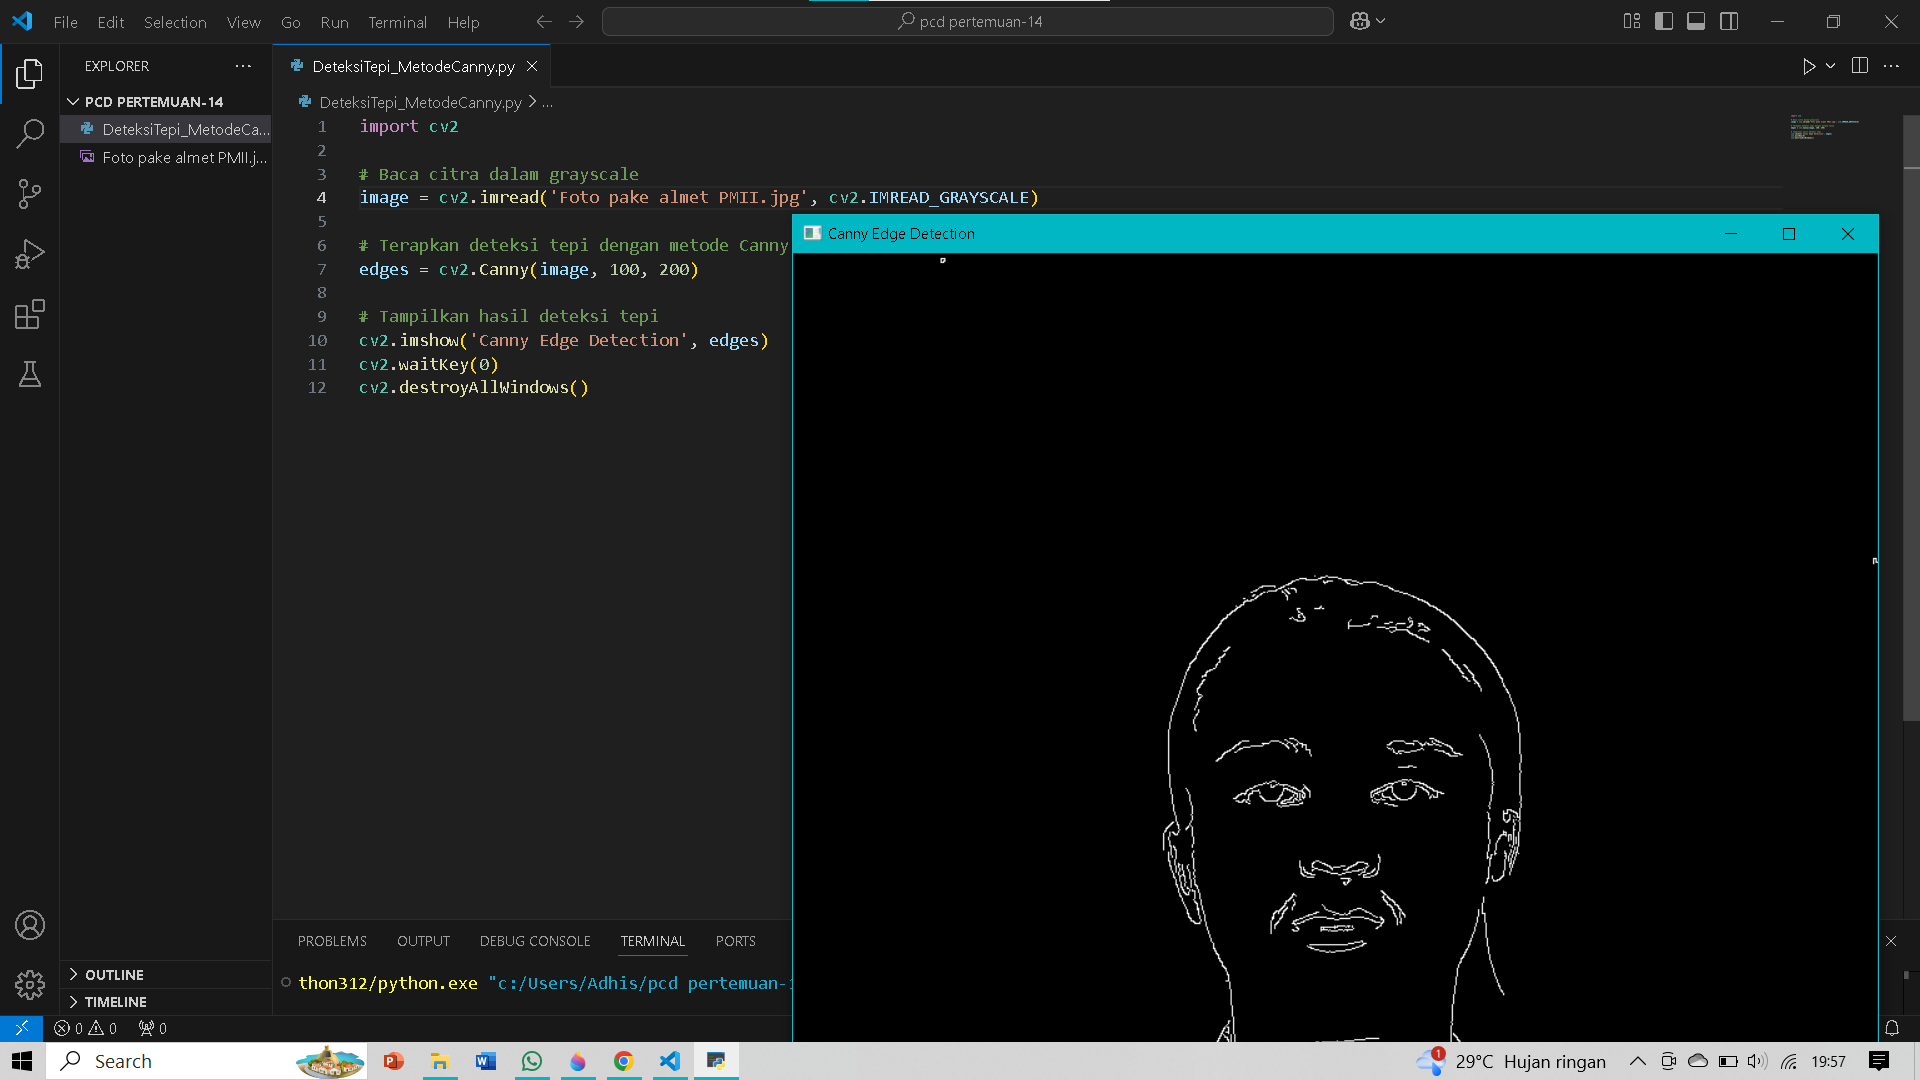 File Edit Selection View Go Run Terminal Help
pcd pertemuan-14
EXPLORER
PCD PERTEMUAN-14
DeteksiTepi_MetodeCa...
Foto pake almet PMII.j...
OUTLINE
TIMELINE
DeteksiTepi_MetodeCanny.py
DeteksiTepi_MetodeCanny.py > ...
1 import cv2
2
3 # Baca citra dalam grayscale
4 image = cv2.imread('Foto pake almet PMII.jpg', cv2.IMREAD_GRAYSCALE)
5
6 # Terapkan deteksi tepi dengan metode Canny
7 edges = cv2.Canny(image, 100, 200)
8
9 # Tampilkan hasil deteksi tepi
10 cv2.imshow('Canny Edge Detection', edges)
11 cv2.waitKey(0)
12 cv2.destroyAllWindows()
Canny Edge Detection
PROBLEMS OUTPUT DEBUG CONSOLE TERMINAL PORTS
thon312/python.exe "c:/Users/Adhis/pcd pertemuan-1
0 0 0
Search
1 29°C Hujan ringan 19:57